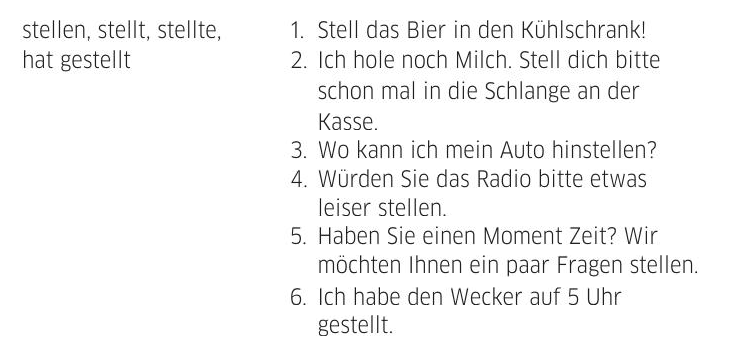 stellen, stellt, stellte,
hat gestellt
1. Stell das Bier in den Kühlschrank!
2. Ich hole noch Milch. Stell dich bitte
schon mal in die Schlange an der
Kasse.
3. Wo kann ich mein Auto hinstellen?
4. Würden Sie das Radio bitte etwas
leiser stellen.
5. Haben Sie einen Moment Zeit? Wir
möchten Ihnen ein paar Fragen stellen.
6. Ich habe den Wecker auf 5 Uhr
gestellt.